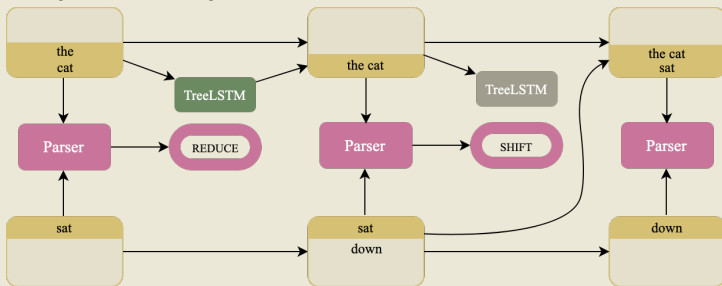 the
cat
TreeLSTM
the cat
TreeLSTM
the cat
sat
Parser
REDUCE
Parser
SHIFT
Parser
sat
sat
down
down